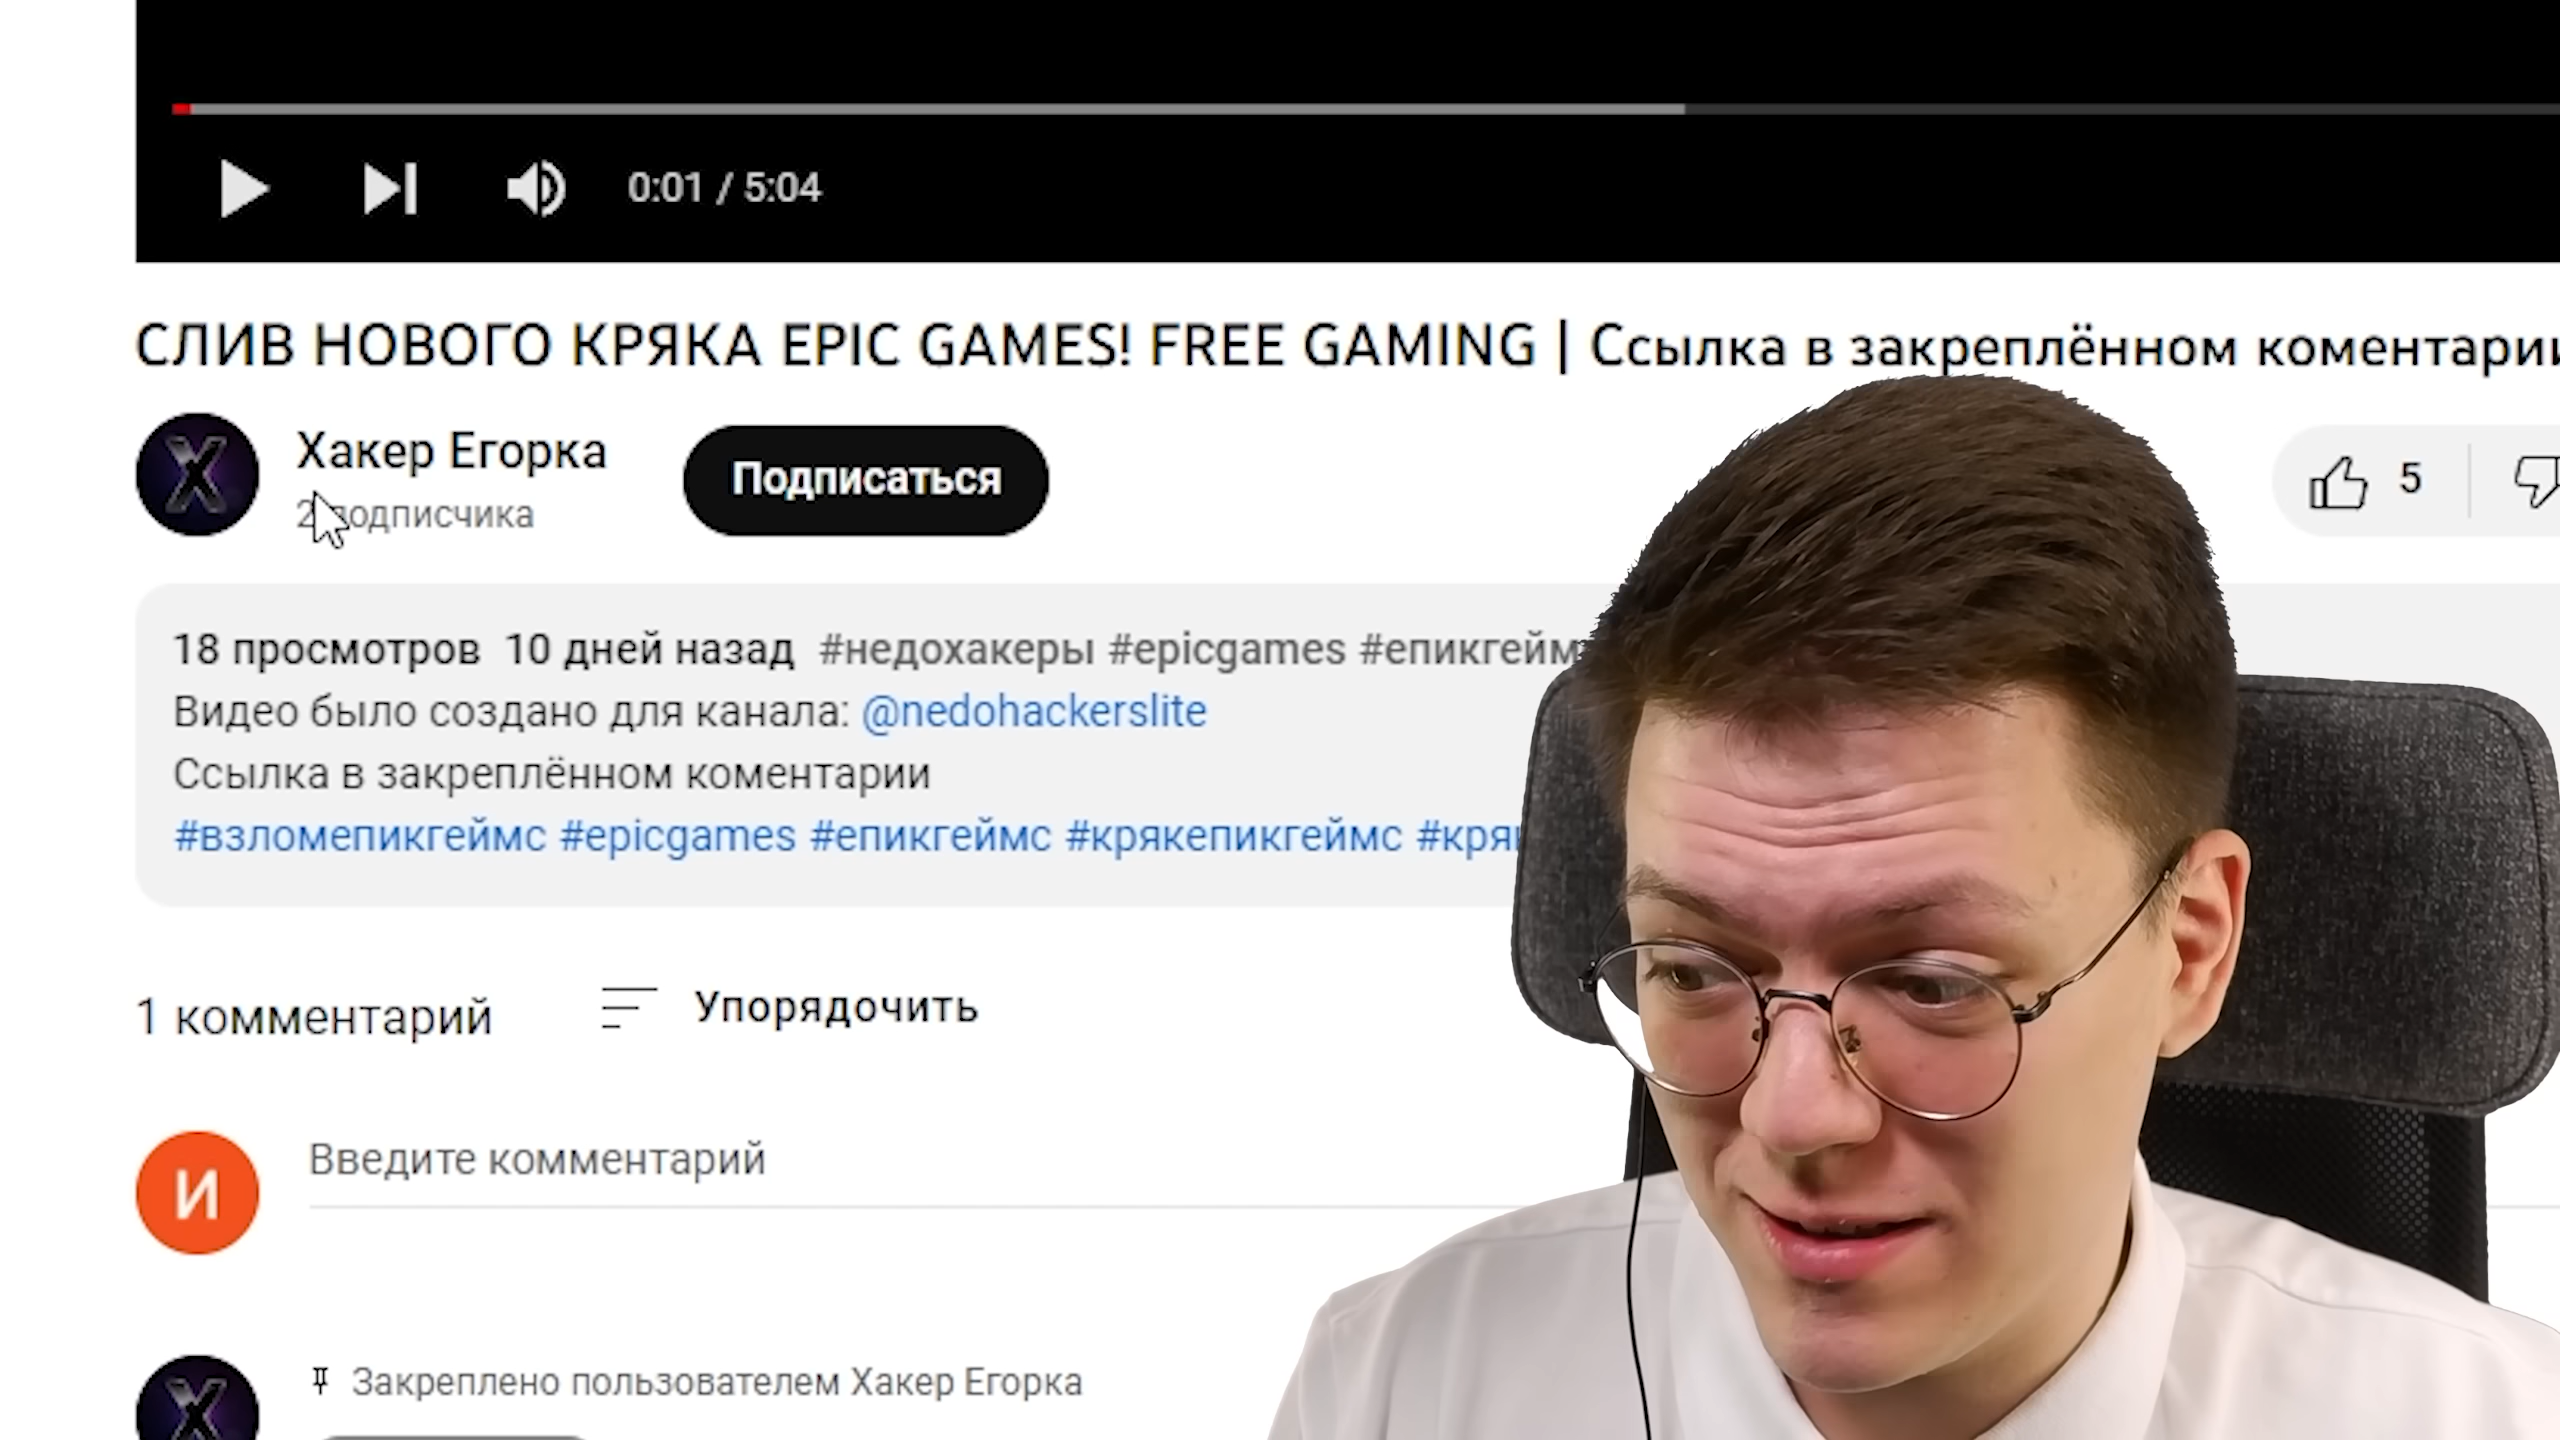 0:01 / 5:04
СЛИВ НОВОГО КРЯКА EPIC GAMES! FREE GAMING | Ссылка в закреплённом коментарии
Хакер Егорка
Подписаться
5
2 подписчика
18 просмотров 10 дней назад #недохакеры #epicgames
Видео было создано для канала: @nedohackerslite
Ссылка в закреплённом коментарии
#взломепикгеймс #epicgames #епикгеймс #крякепикгеймс
1 комментарий
Упорядочить
И
Введите комментарий
X
Закреплено пользователем Хакер Егорка
X